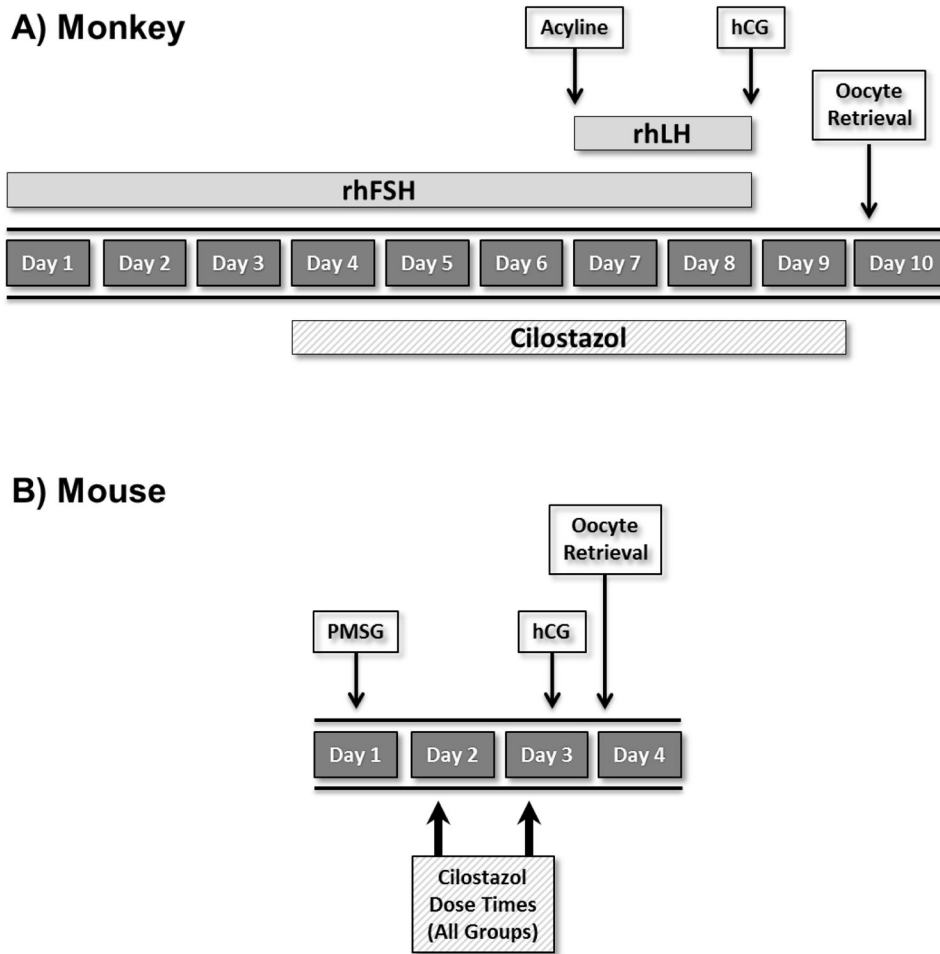 A) Monkey
Acyline
hCG
Oocyte
Retrieval
rhLH
rhFSH
Day 1
Day 2
Day 3
Day 4
Day 5
Day 6
Day 7
Day 8
Day 9
Day 10
Cilostazol
B) Mouse
Oocyte
Retrieval
PMSG
hCG
Day 1
Day 2
Day 3
Day 4
Cilostazol
Dose Times
(All Groups)